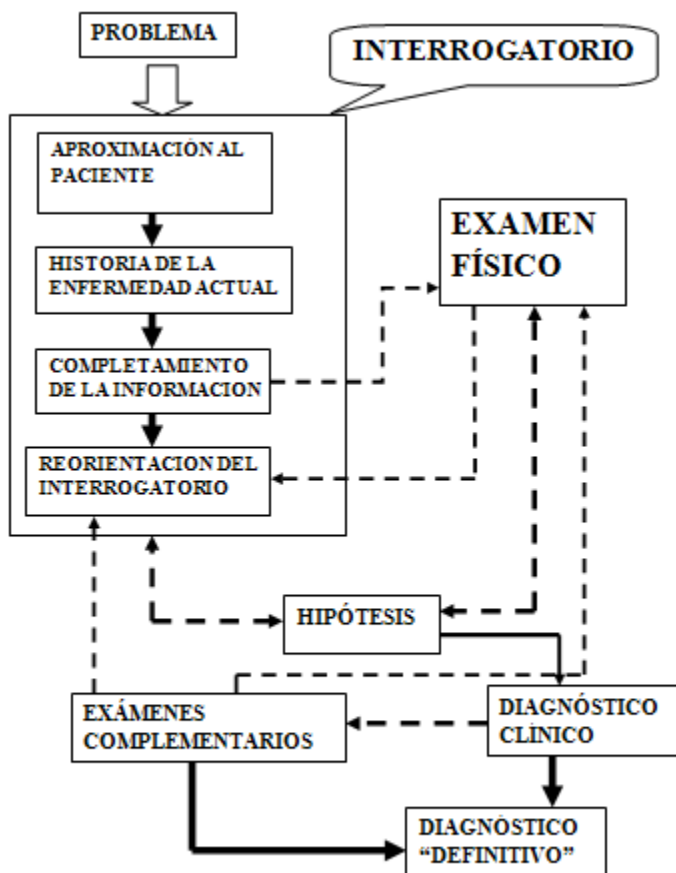 PROBLEMA
INTERROGATORIO
APROXIMACIÓN AL
PACIENTE
HISTORIA DE LA
ENFERMEDAD ACTUAL
COMPLETAMIENTO
DE LA INFORMACION
REORIENTACION DEL
INTERROGATORIO
EXAMEN
FÍSICO
HIPÓTESIS
EXÁMENES
COMPLEMENTARIOS
DIAGNÓSTICO
CLÍNICO
DIAGNÓSTICO
“DEFINITIVO”